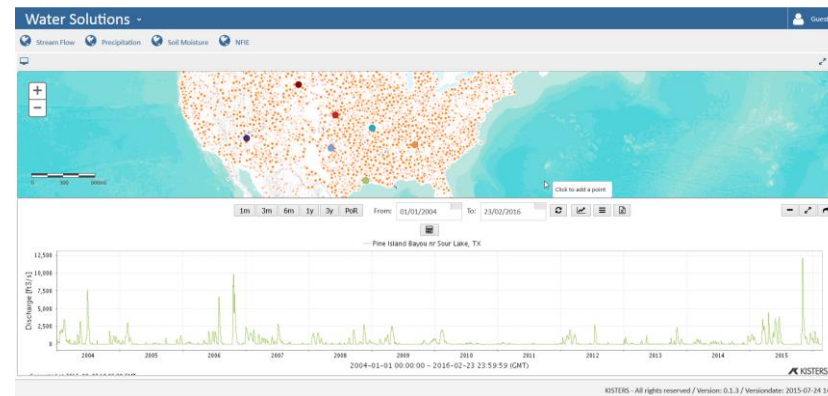 Water Solutions
Guest
Stream Flow Precipitation Soil Moisture NFIE
+
−
0 500 1000mi
Click to add a point
1m 3m 6m 1y 3y PoR From: 01/01/2004 To: 23/02/2016
Pine Island Bayou nr Sour Lake, TX
Discharge [ft3/s]
12,500
10,000
7,500
5,000
2,500
0
2004 2005 2006 2007 2008 2009 2010 2011 2012 2013 2014 2015
2004-01-01 00:00:00 - 2016-02-23 23:59:59 (GMT)
KISTERS
KISTERS - All rights reserved / Version: 0.1.3 / Versiondate: 2015-07-24